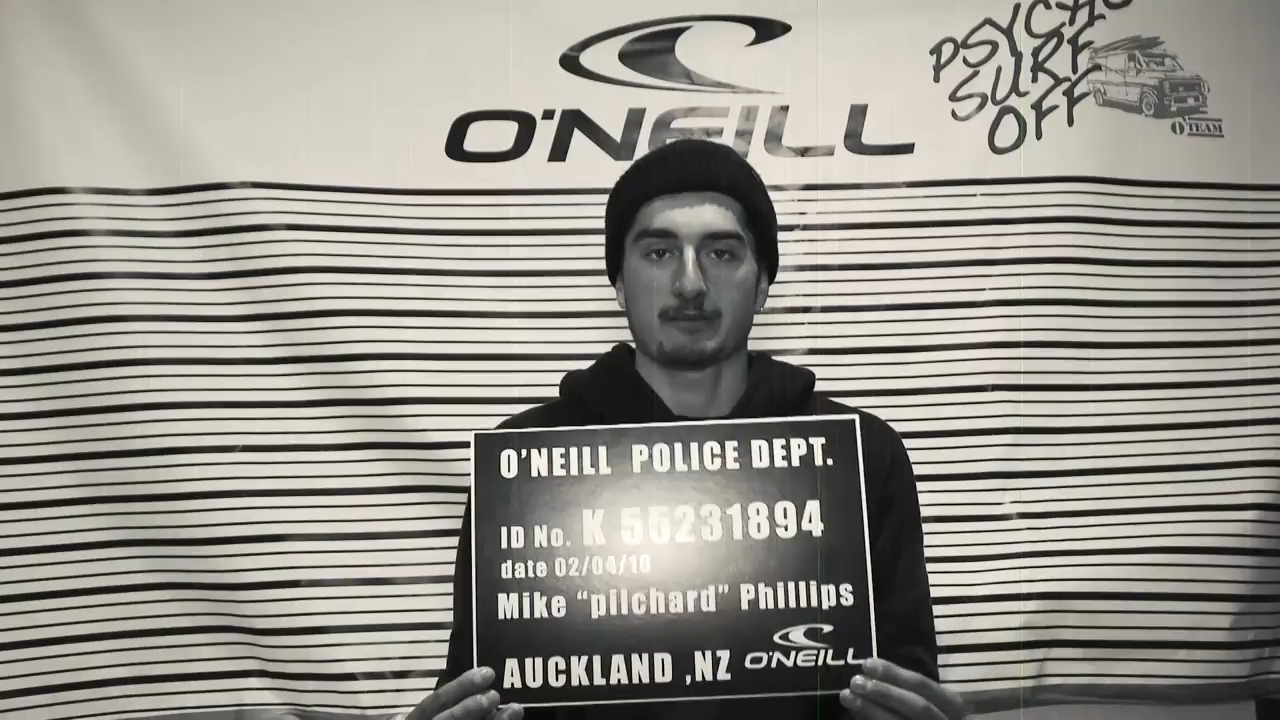 O'NEILL
PSYCHO
SURF
OFF
O'TEAM
O'NEILL POLICE DEPT.
ID No. K 55231894
date 02/04/10
Mike “pilchard” Phillips
AUCKLAND ,NZ O'NEILL